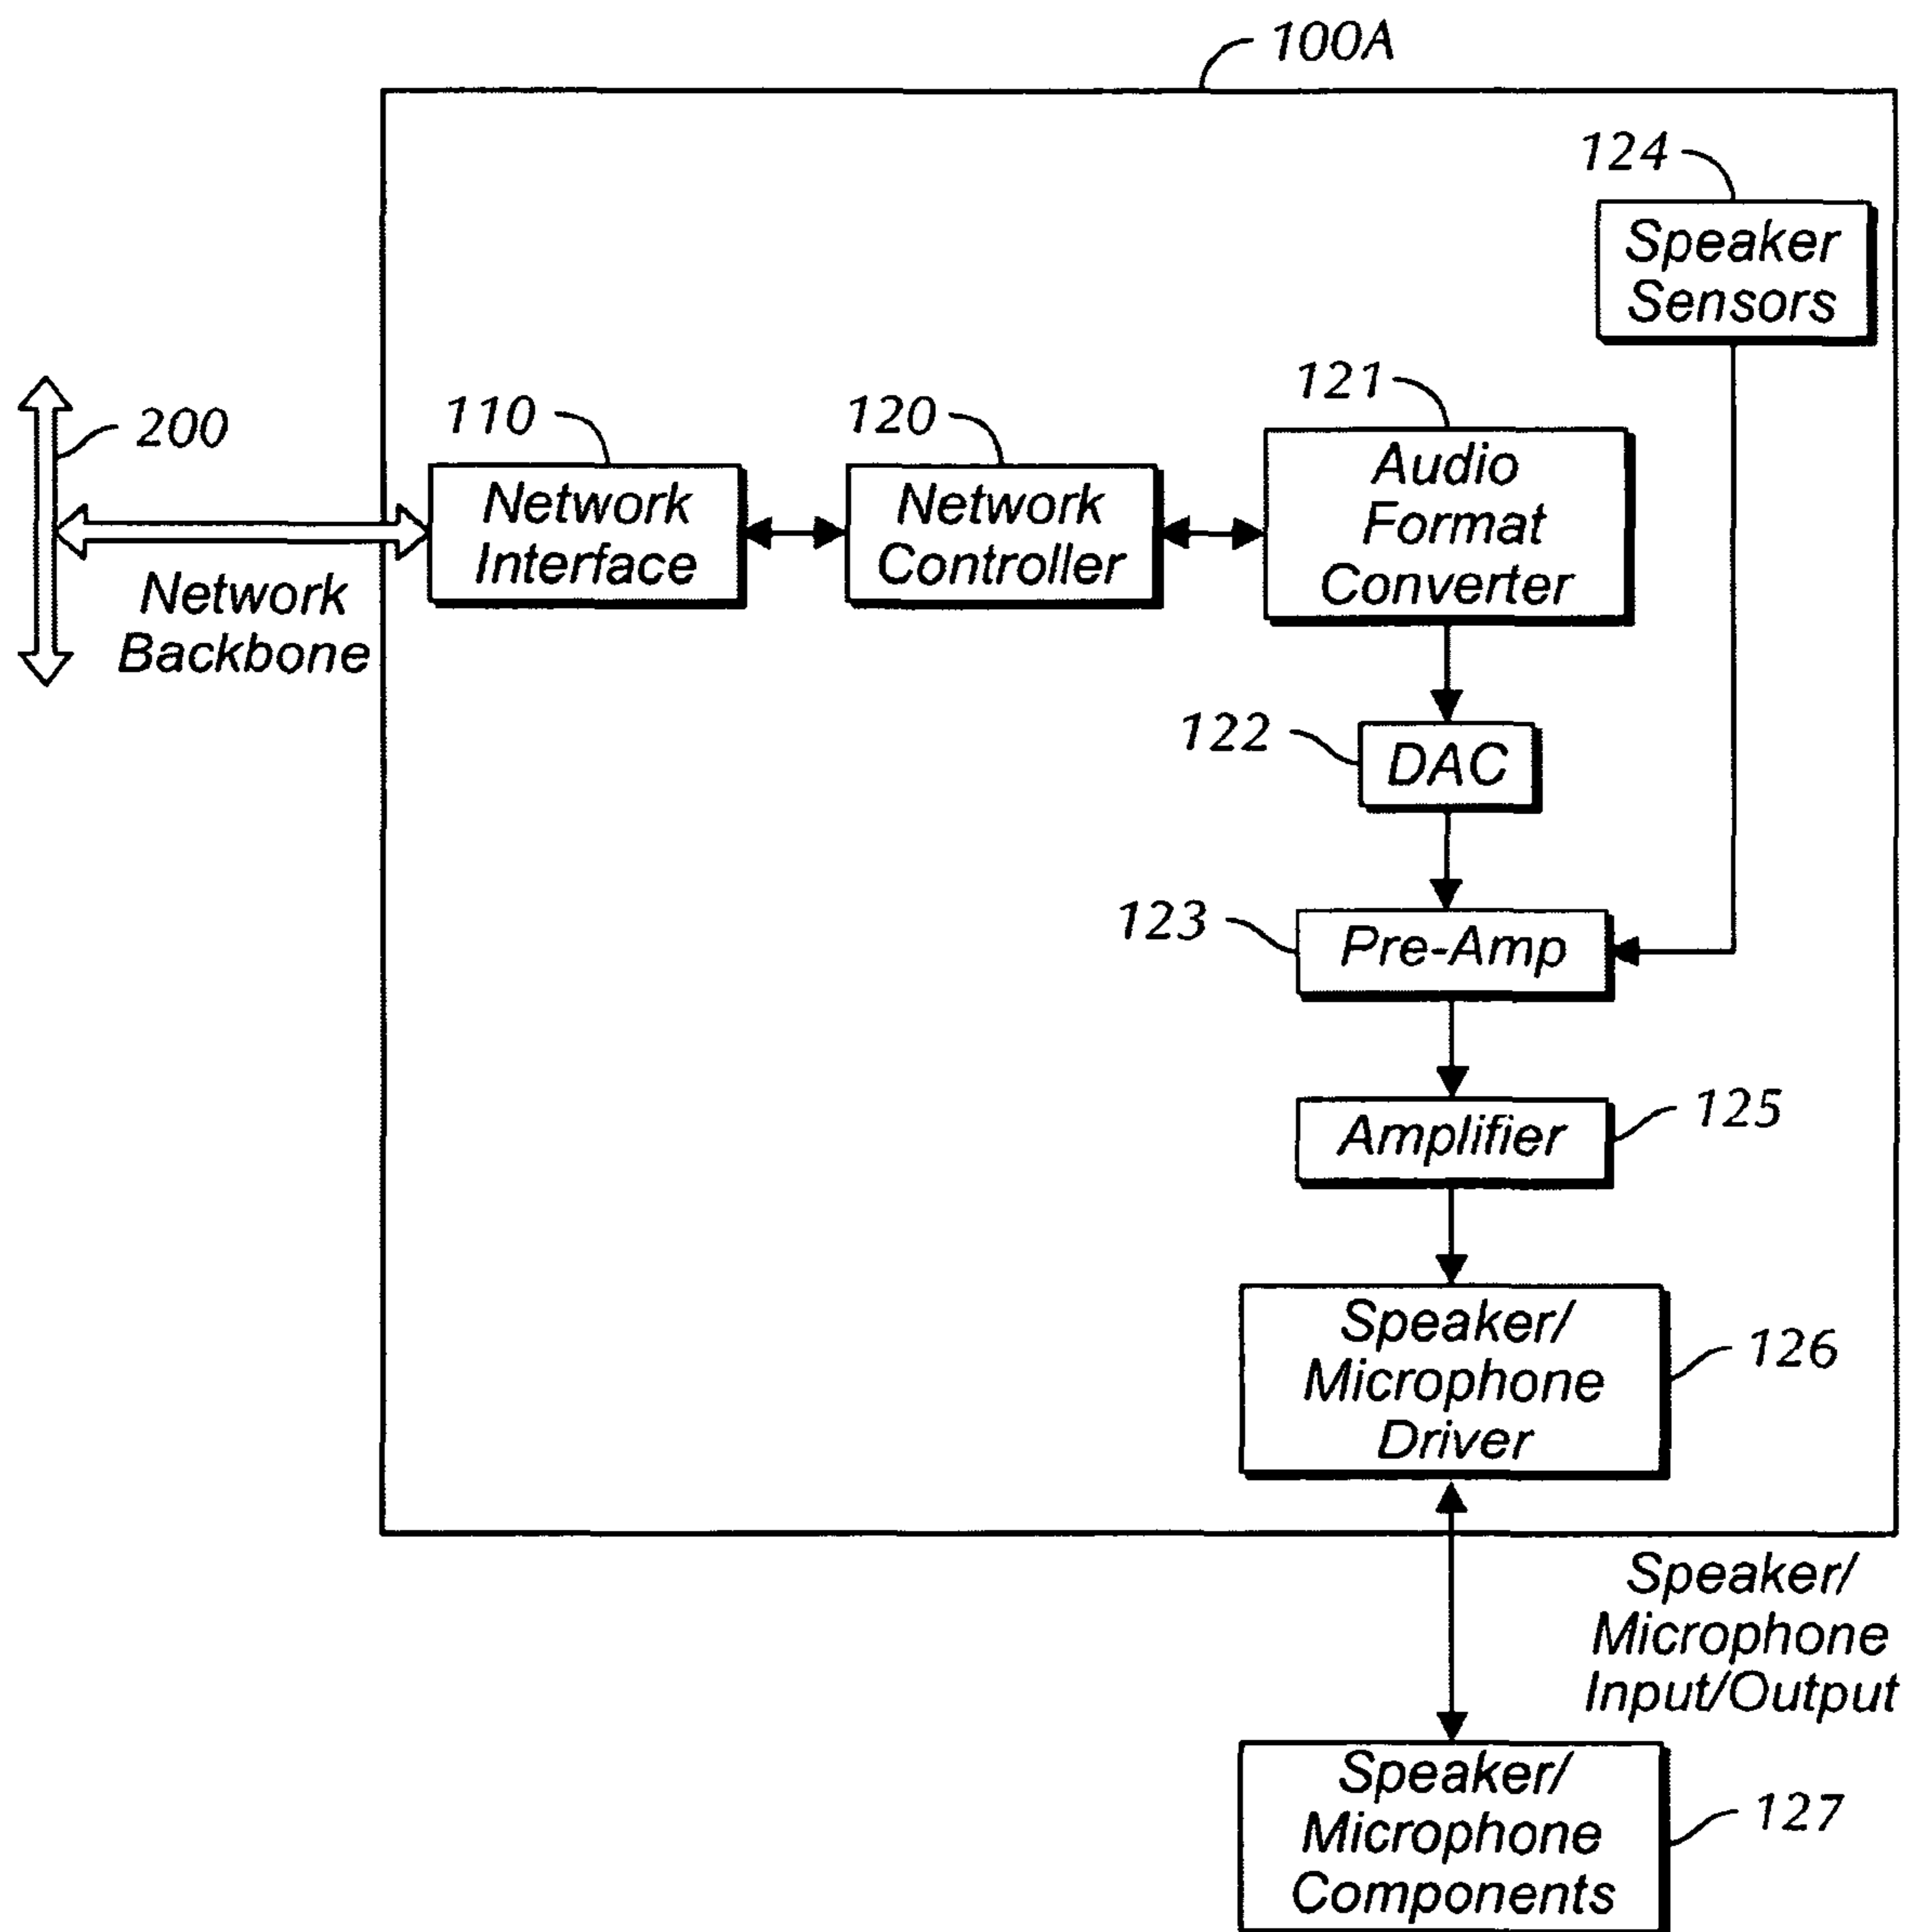 100A
124
Speaker
Sensors
200
110
120
121
Network
Interface
Network
Controller
Audio
Format
Converter
Network
Backbone
122
DAC
123
Pre-Amp
Amplifier
125
Speaker/
Microphone
Driver
126
Speaker/
Microphone
Input/Output
Speaker/
Microphone
Components
127